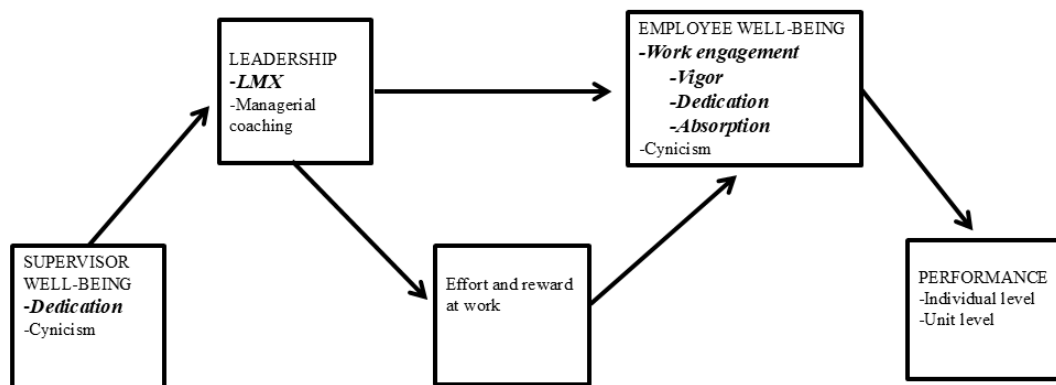 LEADERSHIP
-LMX
-Managerial
coaching
EMPLOYEE WELL-BEING
-Work engagement
-Vigor
-Dedication
-Absorption
-Cynicism
SUPERVISOR
WELL-BEING
-Dedication
-Cynicism
Effort and reward
at work
PERFORMANCE
-Individual level
-Unit level